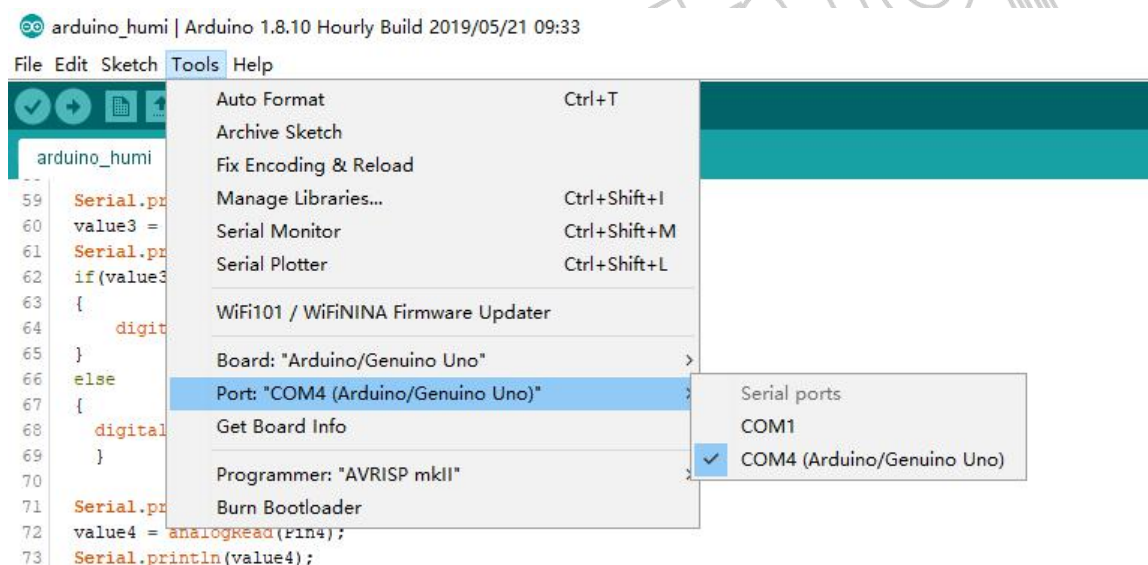 arduino_humi | Arduino 1.8.10 Hourly Build 2019/05/21 09:33
File Edit Sketch Tools Help
Auto Format Ctrl+T
Archive Sketch
arduino_humi
Fix Encoding & Reload
59 Serial.pr Manage Libraries... Ctrl+Shift+I
60 value3 = Serial Monitor Ctrl+Shift+M
61 Serial.pr Serial Plotter Ctrl+Shift+L
62 if(value3
63 { WiFi101 / WiFiNINA Firmware Updater
64 digit
65 } Board: "Arduino/Genuino Uno"
66 else Port: "COM4 (Arduino/Genuino Uno)" Serial ports
67 {
68 digital Get Board Info COM1
69 } COM4 (Arduino/Genuino Uno)
70 Programmer: "AVRISP mkII"
71 Serial.pr Burn Bootloader
72 value4 = analogRead(Pin4);
73 Serial.println(value4);